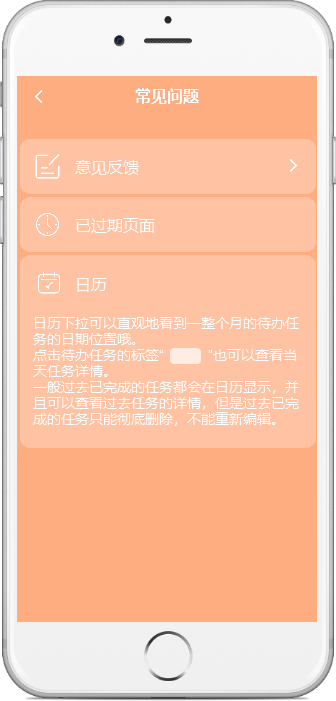 常见问题
意见反馈
已过期页面
日历
日历下拉可以直观地看到一整个月的待办任
务的日期位置哦。
点击待办任务的标签“ ”也可以查看当
天任务详情。
一般过去已完成的任务都会在日历显示，并
且可以查看过去任务的详情，但是过去已完
成的任务只能彻底删除，不能重新编辑。